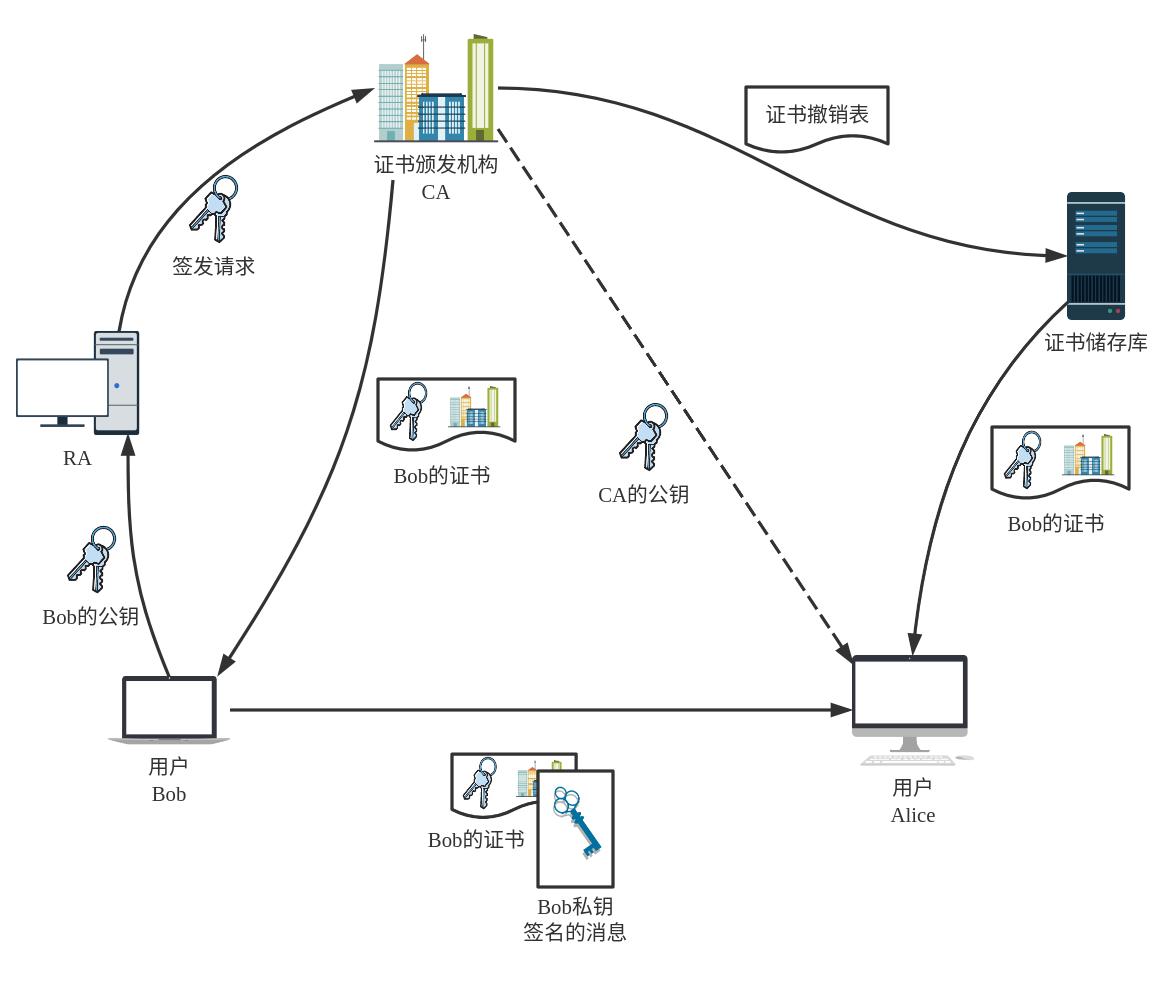 证书颁发机构
CA
证书撤销表
签发请求
证书储存库
RA
Bob的证书
CA的公钥
Bob的证书
Bob的公钥
用户
Bob
用户
Alice
Bob的证书
Bob私钥
签名的消息